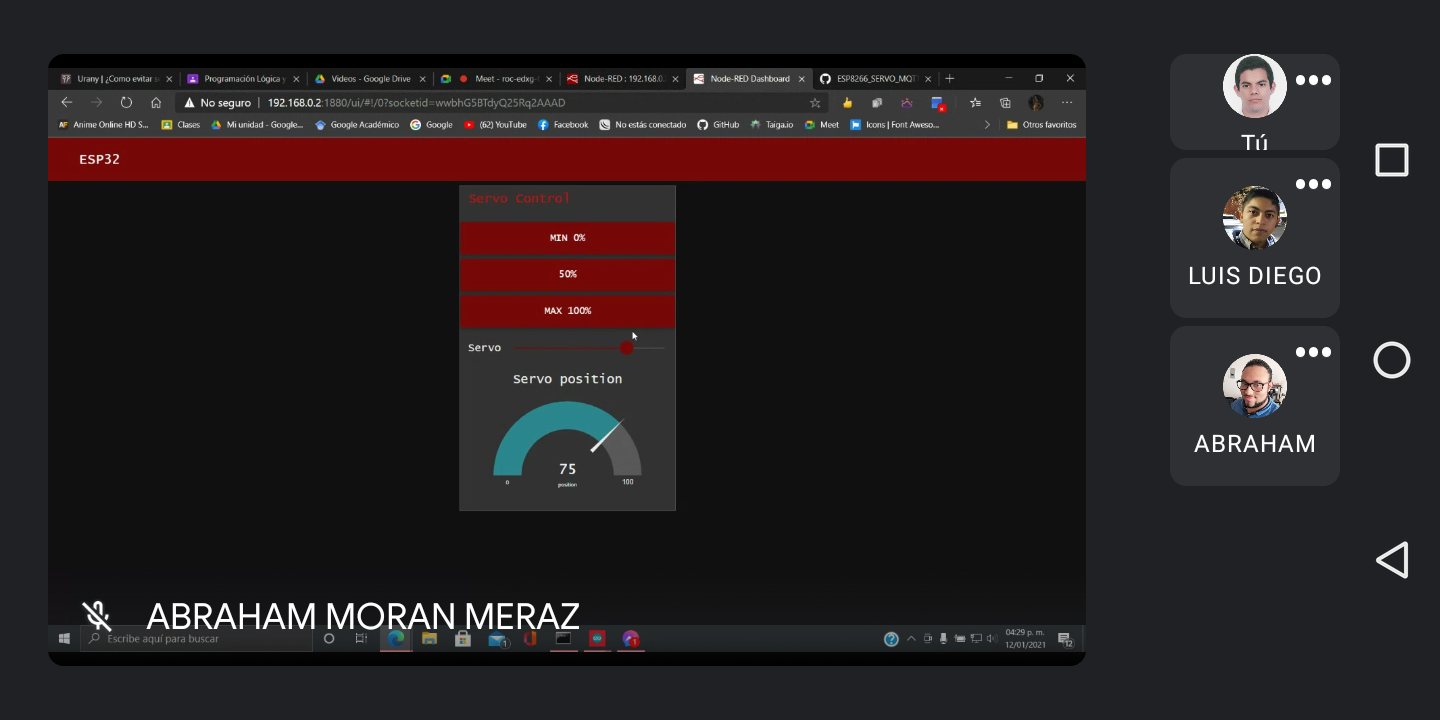 Urany | ¿Como evitar s
Programación Lógica y
Videos - Google Drive
Meet - roc-edxg-
Node-RED : 192.168.0.
Node-RED Dashboard
ESP8266_SERVO_MQT
No seguro
192.168.0.2:1880/ui/#!/0?socketid=wwbhG5BTdyQ25Rq2AAAD
AF Anime Online HD S...
Clases
Mi unidad - Google...
Google Académico
Google
(62) YouTube
Facebook
No estás conectado
GitHub
Taiga.io
Meet
Icons | Font Aweso...
Otros favoritos
ESP32
Servo Control
MIN 0%
50%
MAX 100%
Servo
Servo position
75
position
0
100
ABRAHAM MORAN MERAZ
Escribe aquí para buscar
1
1
04:29 p. m.
12/01/2021
12
Tú
LUIS DIEGO
ABRAHAM